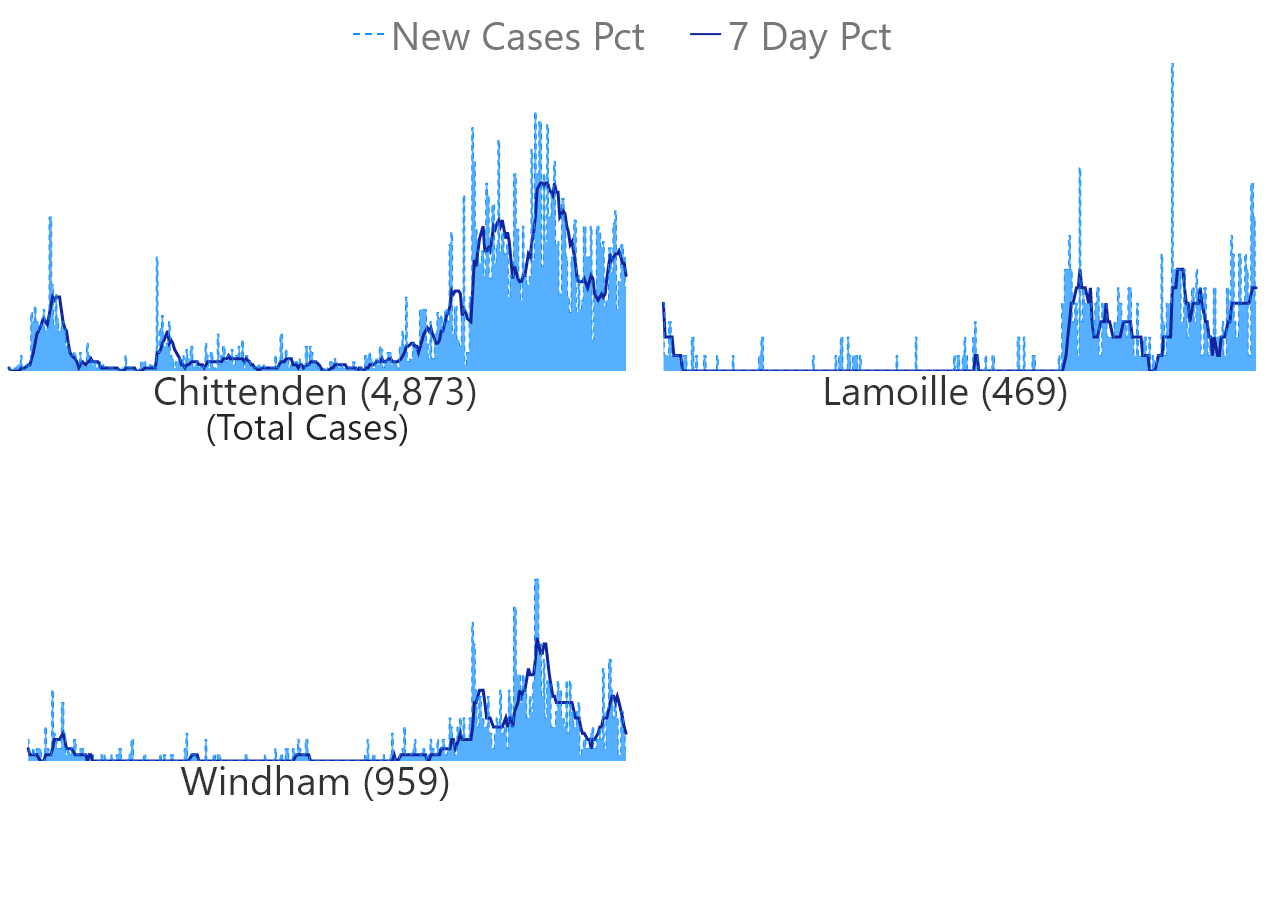 New Cases Pct 7 Day Pct
Chittenden (4,873)
(Total Cases)
Lamoille (469)
Windham (959)